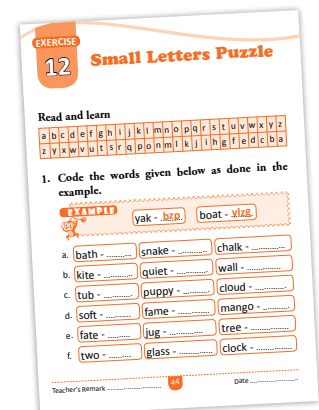 EXERCISE
12
Small Letters Puzzle
Read and learn
a b c d e f g h i j k l m n o p q r s t u v w x y z
z y x w v u t s r q p o n m l k j i h g f e d c b a
1. Code the words given below as done in the
example.
EXAMPLE
yak - bzp boat - ylzg
a. bath - .......... snake - ............ chalk - ............
b. kite - .......... quiet - ............ wall - ............
c. tub - .......... puppy - ............ cloud - ............
d. soft - .......... fame - ............ mango - ............
e. fate - .......... jug - ............ tree - ............
f. two - .......... glass - ............ clock - ............
44
Teacher's Remark .................... Date ..................